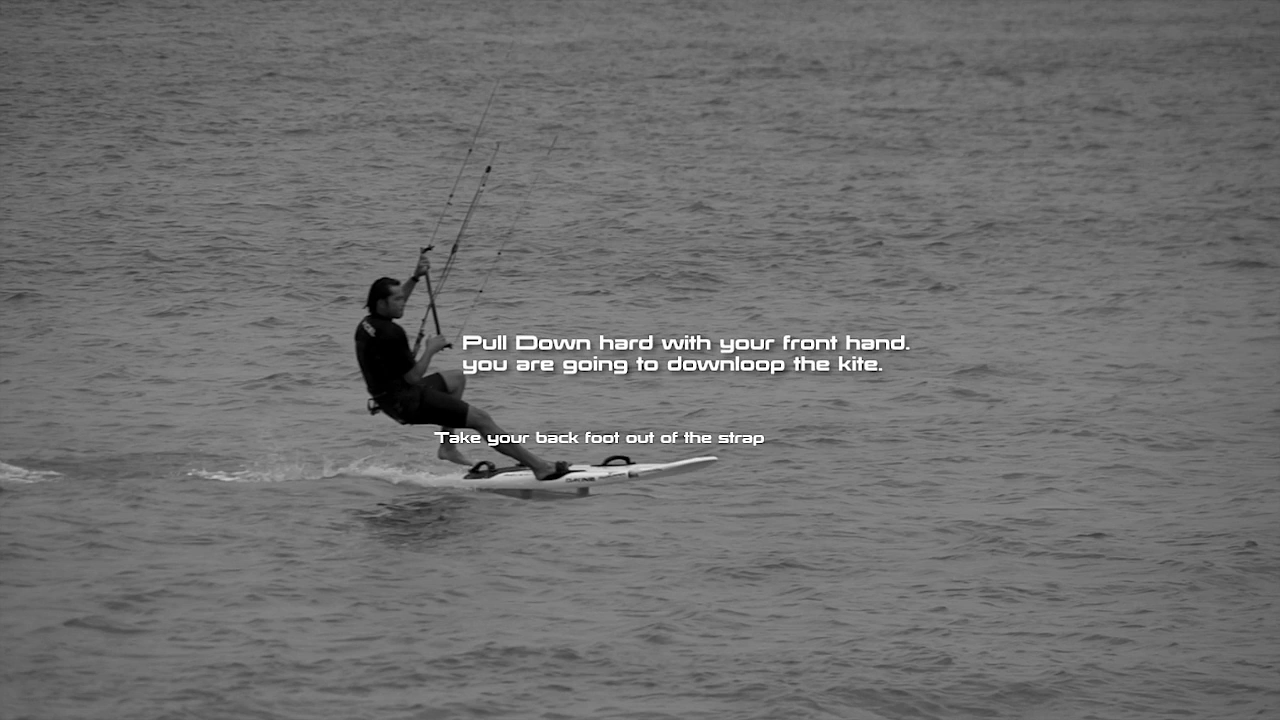 Pull Down hard with your front hand.
you are going to downloop the kite.
Take your back foot out of the strap